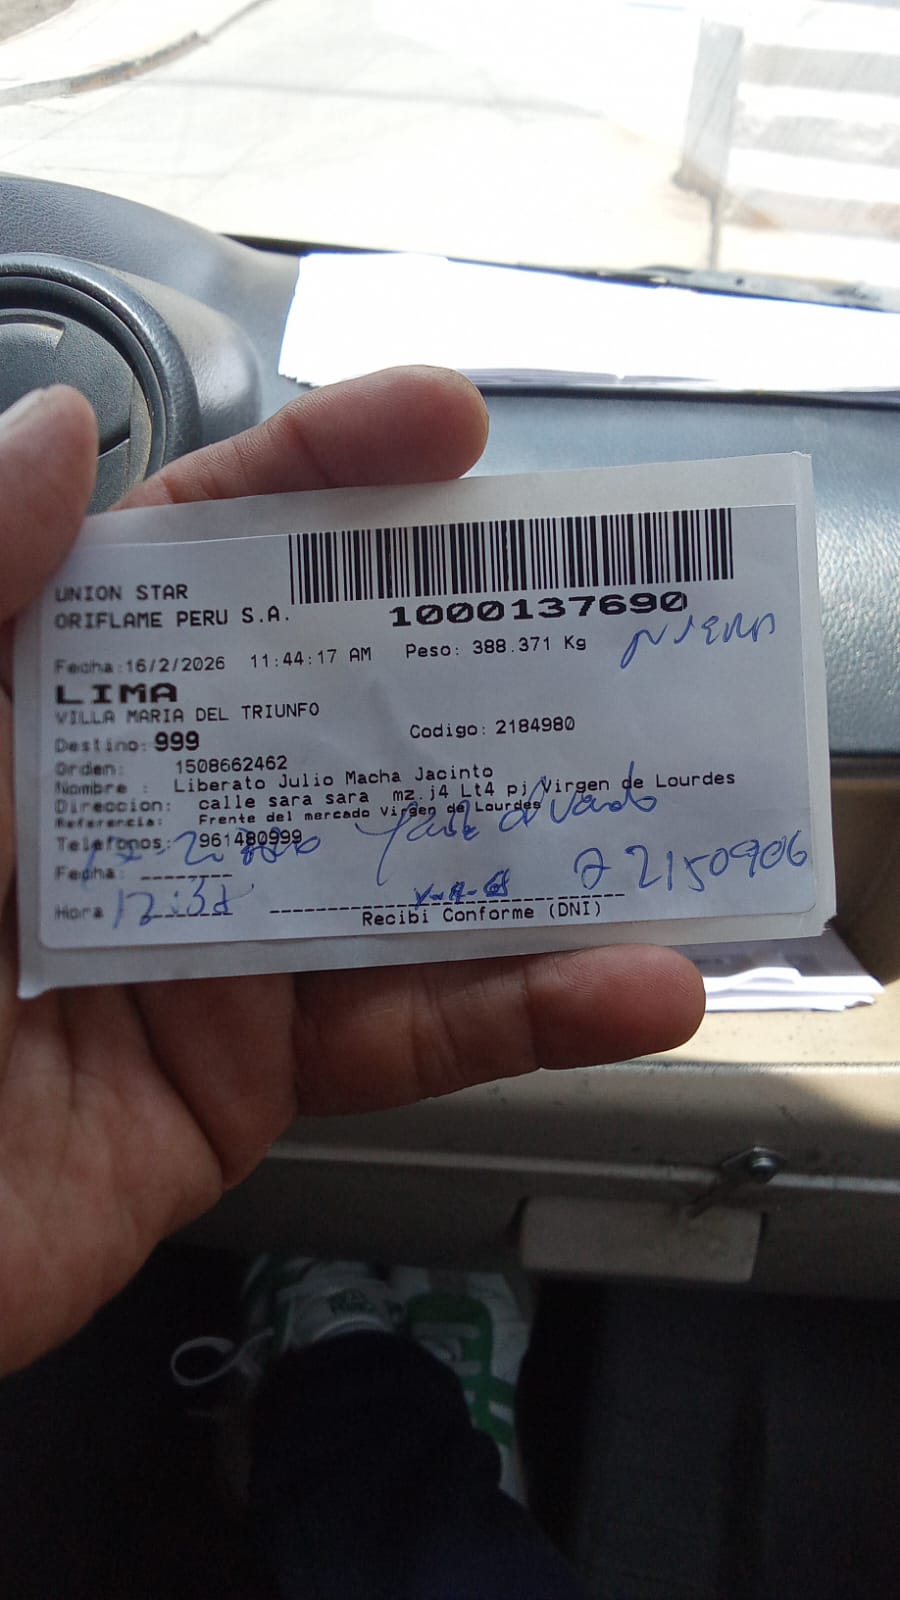 UNION STAR
ORIFLAME PERU S.A.
1000137690
Fecha:16/2/2026 11:44:17 AM Peso: 388.371 Kg
NUERA
LIMA
VILLA MARIA DEL TRIUNFO
Destino: 999 Codigo: 2184980
Orden: 1508662462
Nombre : Liberato Julio Macha Jacinto
Direccion: calle sara sara mz.j4 Lt4 pj Virgen de Lourdes
Referencia: Frente del mercado Virgen de Lourdes
Telefonos: 961480999
Fecha: --------
Hora 12:38
Recibi Conforme (DNI)